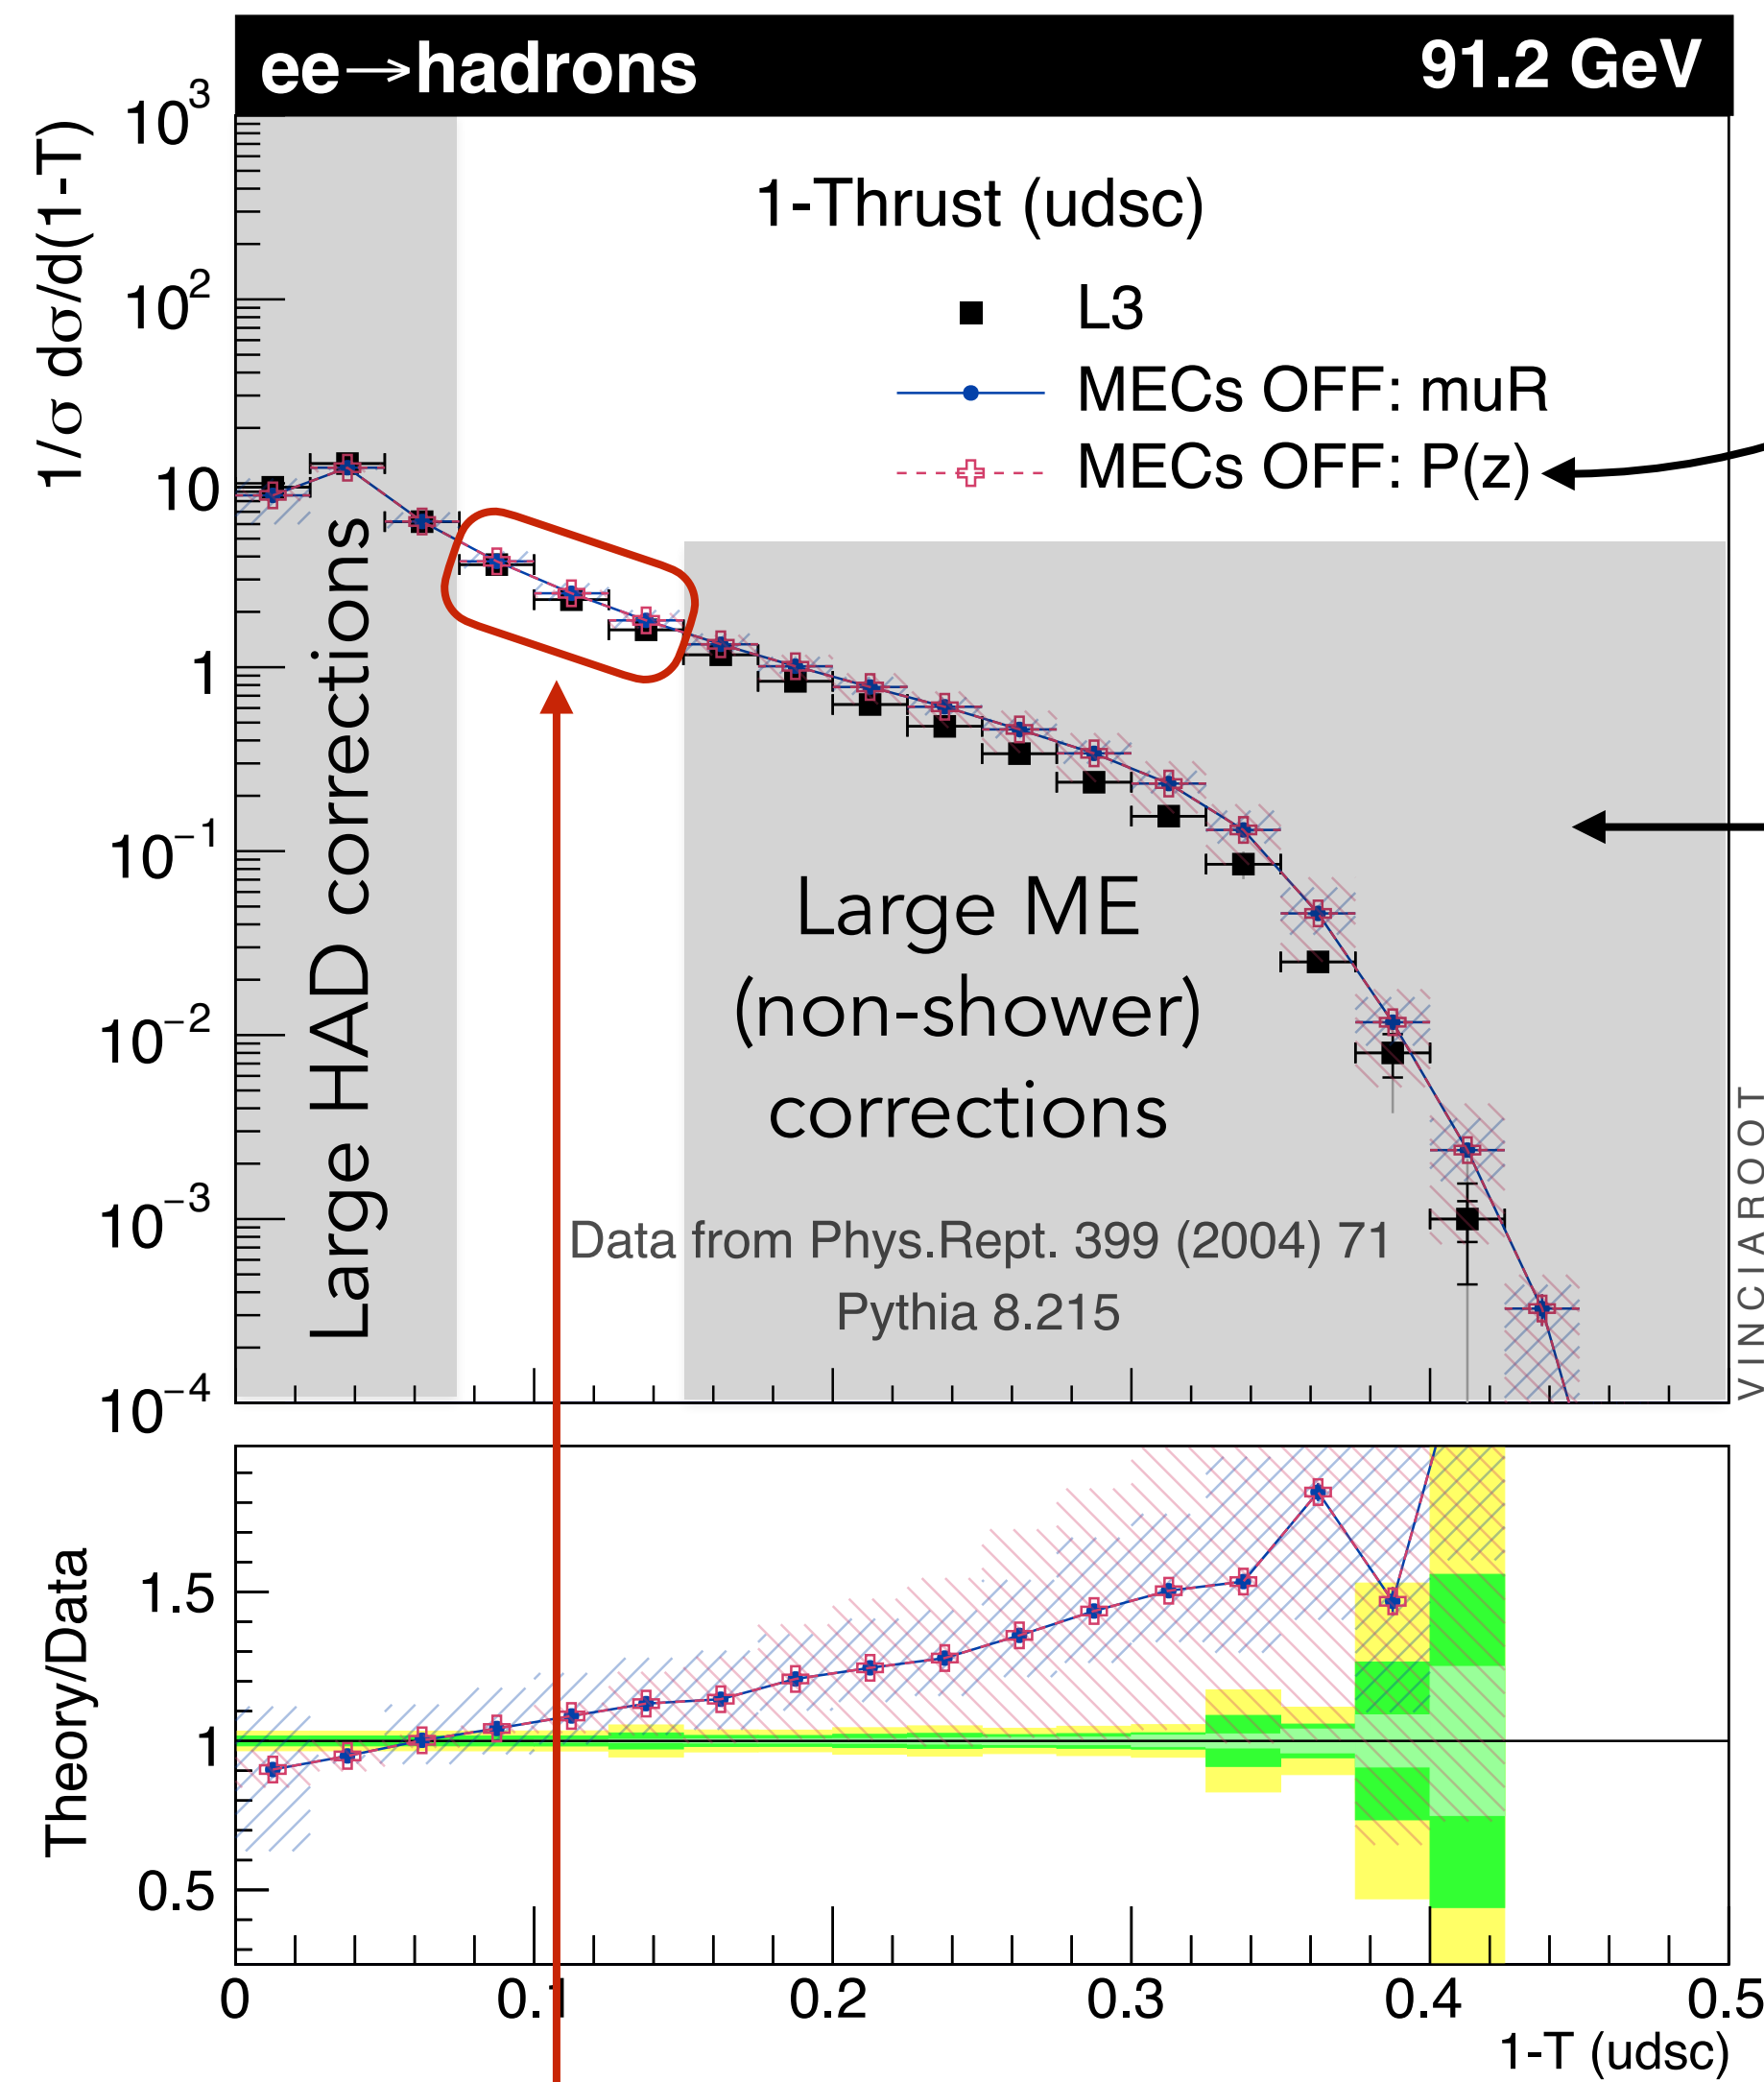 ee→hadrons 91.2 GeV
1/σ dσ/d(1-T)
10³
10²
10
1
10⁻¹
10⁻²
10⁻³
10⁻⁴
1-Thrust (udsc)
L3
MECs OFF: muR
MECs OFF: P(z)
Large HAD corrections
Large ME
(non-shower)
corrections
Data from Phys.Rept. 399 (2004) 71
Pythia 8.215
VINCIAROOT
Theory/Data
1.5
1
0.5
0 0.1 0.2 0.3 0.4 0.5
1-T (udsc)